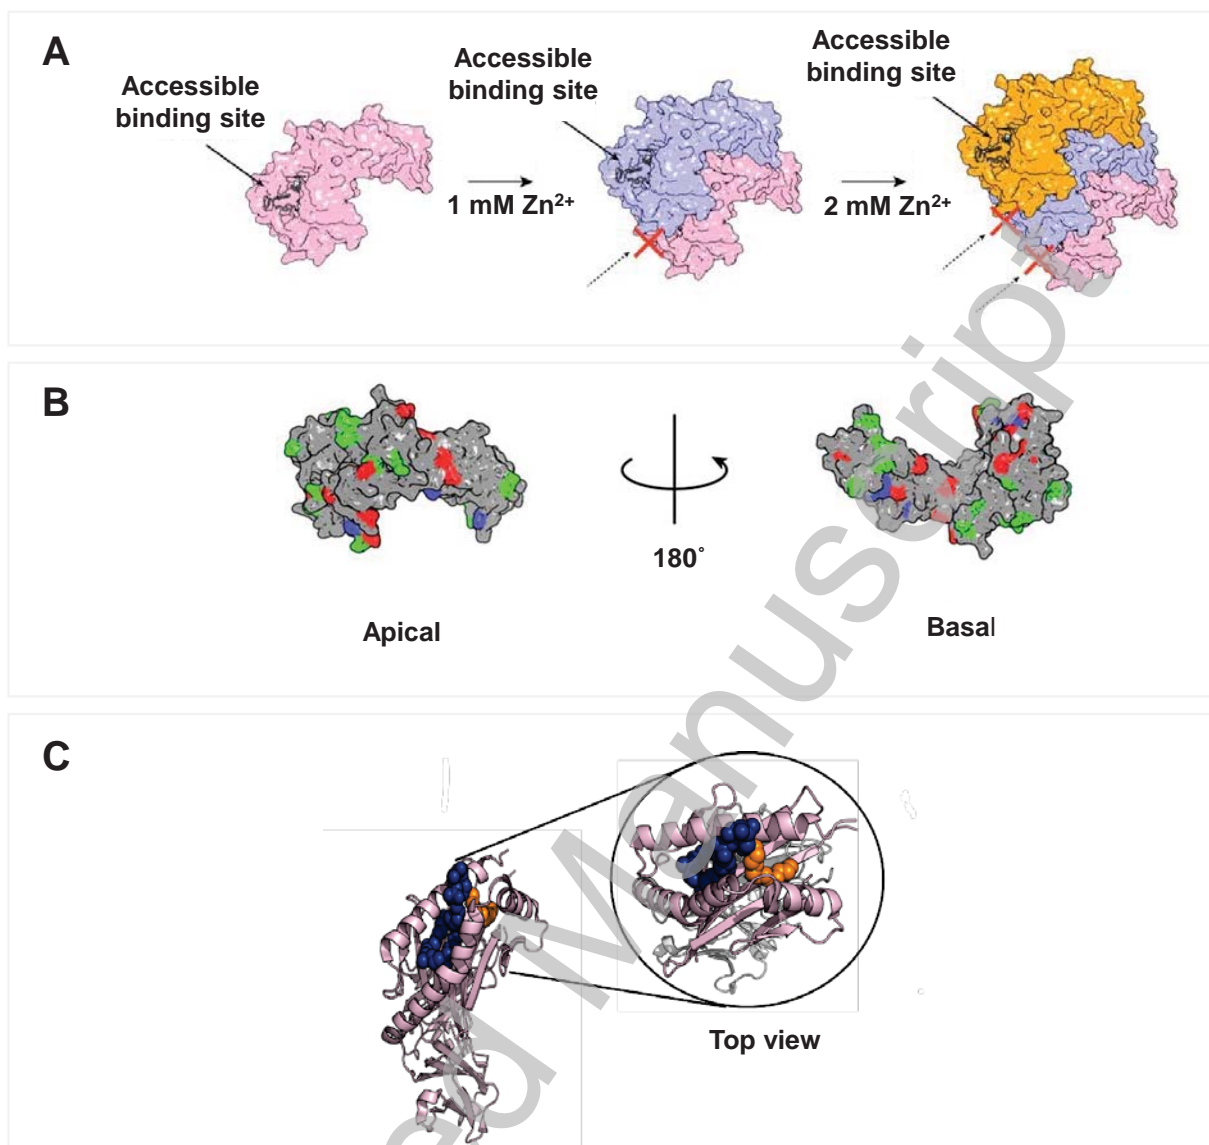 A
Accessible
binding site
Accessible
binding site
Accessible
binding site
1 mM Zn²⁺
2 mM Zn²⁺
B
180°
Apical
Basal
C
Top view
ed Manuscript